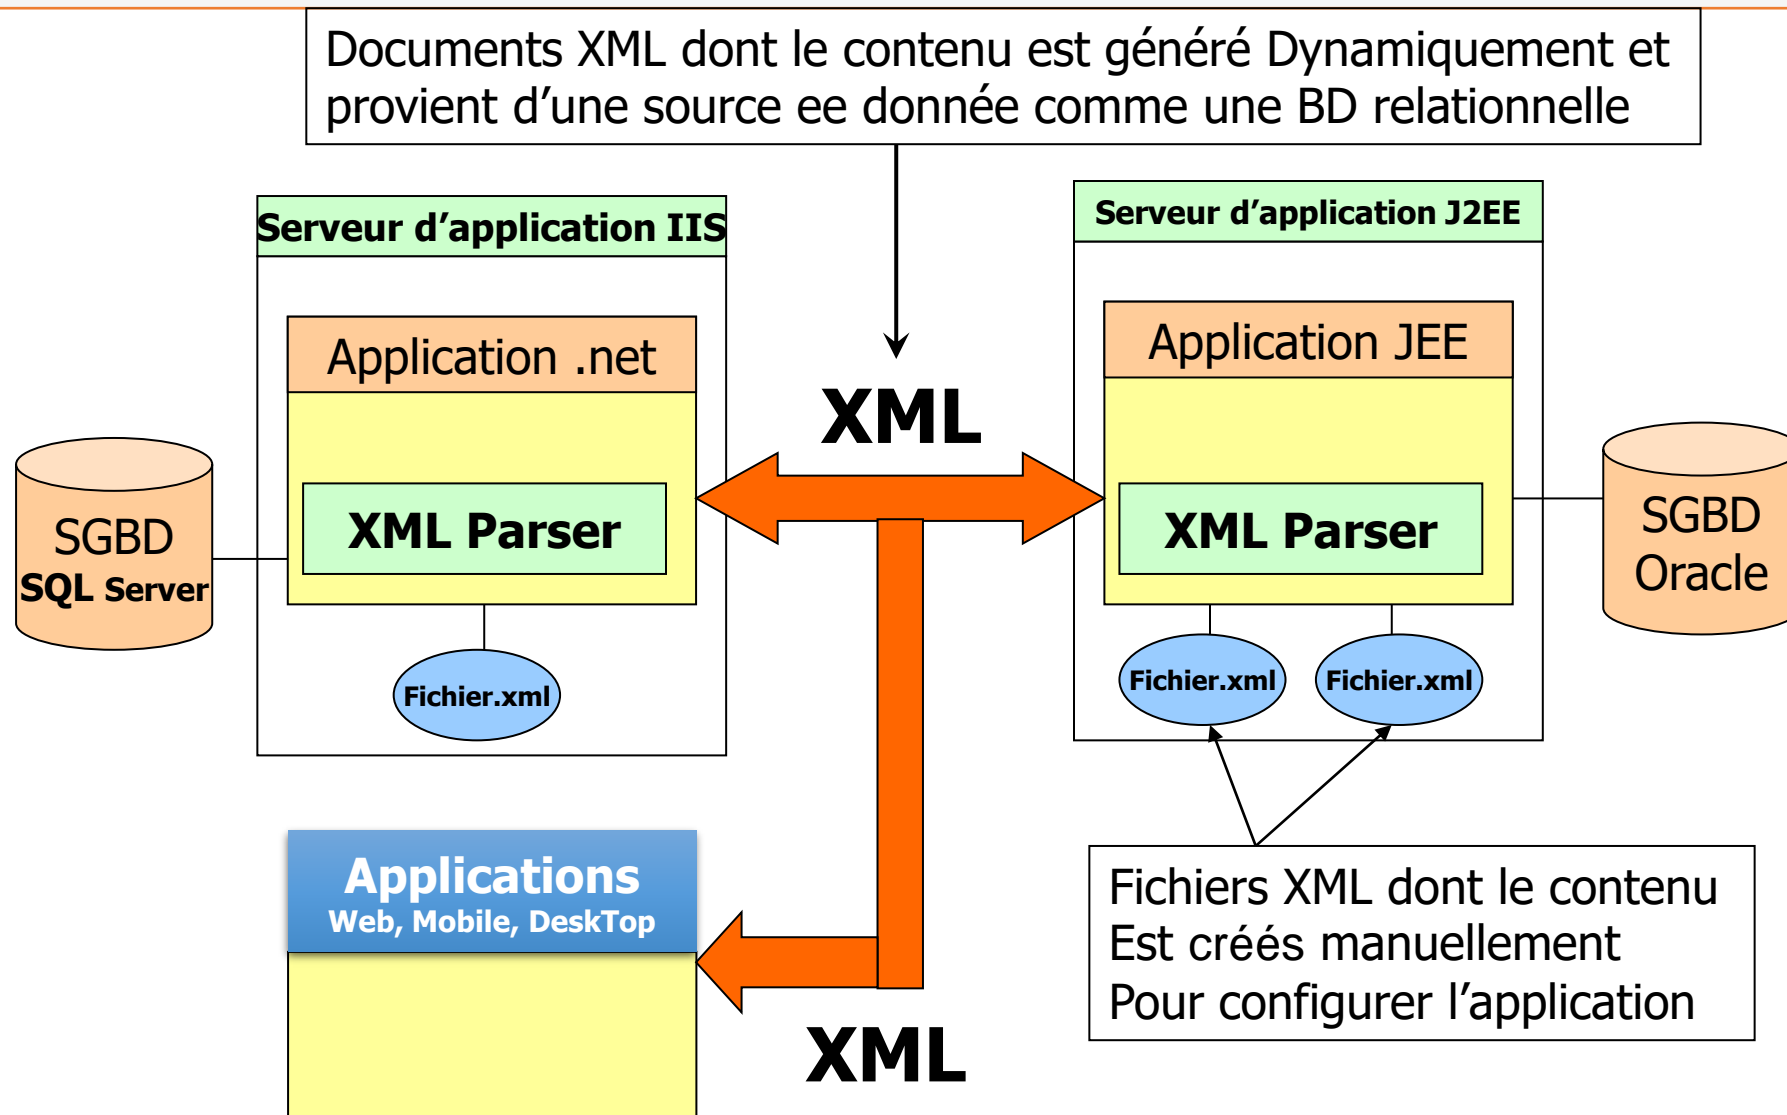 Documents XML dont le contenu est généré Dynamiquement et
provient d’une source ee donnée comme une BD relationnelle
Serveur d’application IIS
Serveur d’application J2EE
Application .net
Application JEE
XML
XML Parser
XML Parser
SGBD
SQL Server
SGBD
Oracle
Fichier.xml
Fichier.xml
Fichier.xml
Applications
Web, Mobile, DeskTop
Fichiers XML dont le contenu
Est créés manuellement
Pour configurer l’application
XML